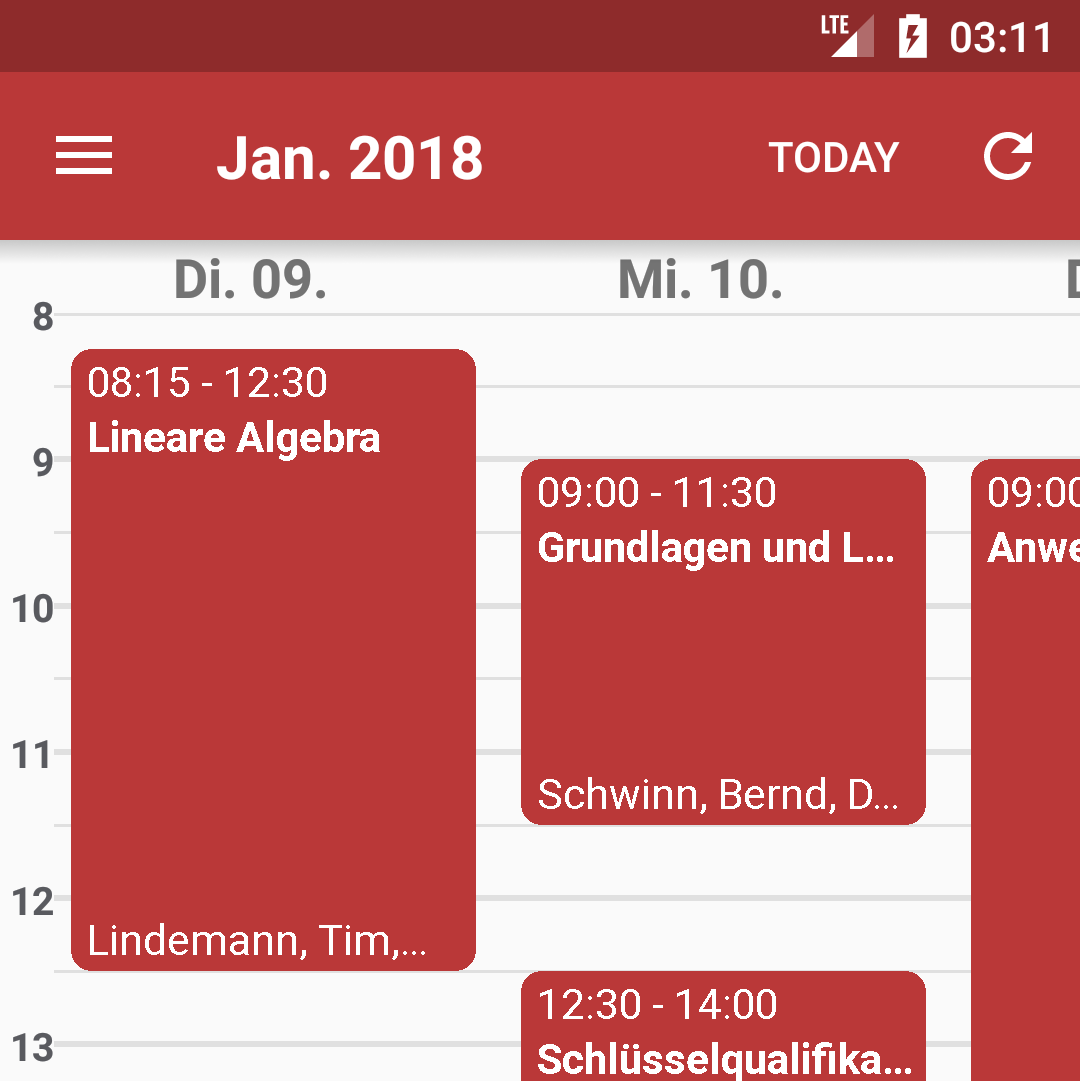 LTE 03:11
Jan. 2018 TODAY
Di. 09. Mi. 10.
8
08:15 - 12:30
Lineare Algebra
9
09:00 - 11:30
Grundlagen und L...
10
11
Schwinn, Bernd, D...
12
Lindemann, Tim,...
12:30 - 14:00
Schlüsselqualifika...
13
09:00
Anwe